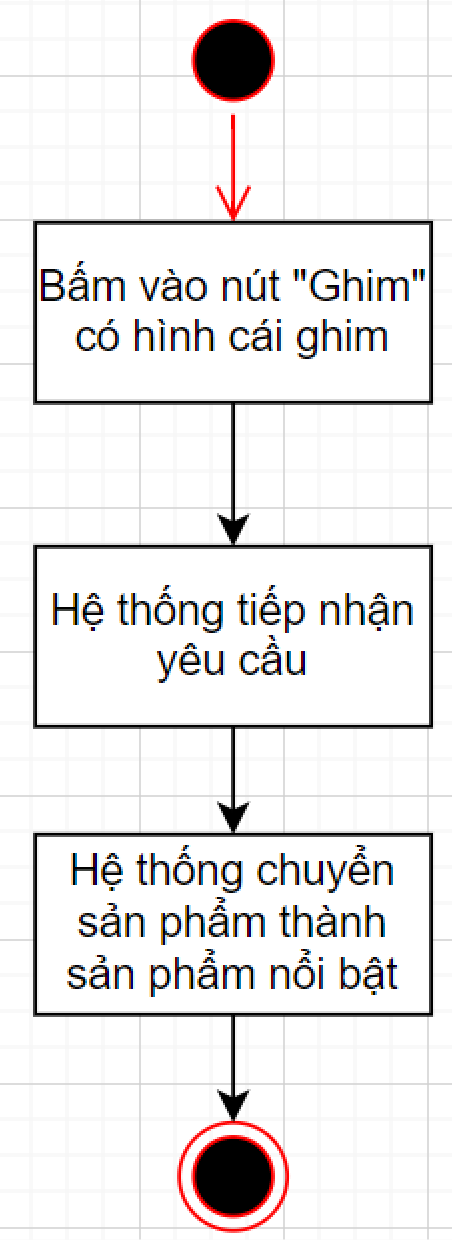 Bấm vào nút "Ghim"
có hình cái ghim
Hệ thống tiếp nhận
yêu cầu
Hệ thống chuyển
sản phẩm thành
sản phẩm nổi bật